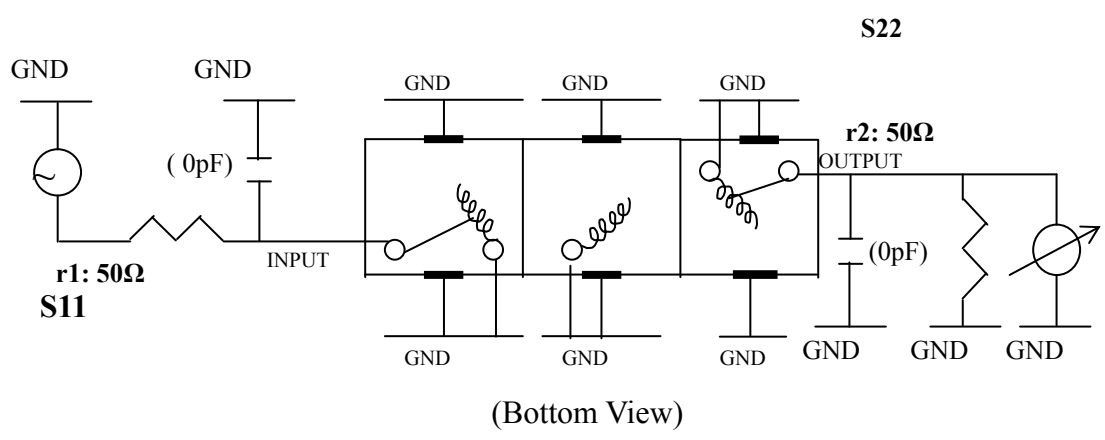 S22
GND
GND
GND
GND
GND
r2: 50Ω
( 0pF)
OUTPUT
INPUT
(0pF)
r1: 50Ω
S11
GND
GND
GND
GND
GND
GND
(Bottom View)